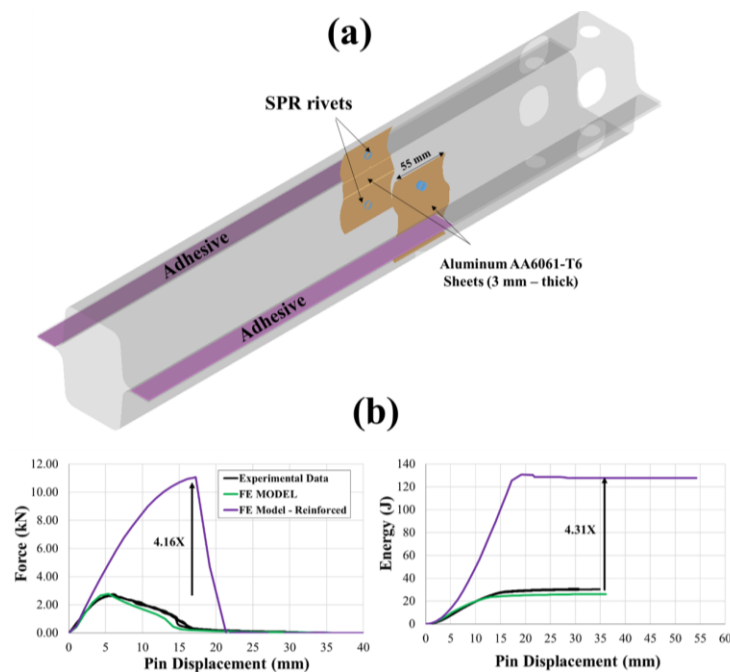 (a)
SPR rivets
55 mm
Adhesive
Aluminum AA6061-T6
Sheets (3 mm – thick)
Adhesive
(b)
12.00
10.00
8.00
6.00
4.00
2.00
0.00
Force (kN)
Experimental Data
FE MODEL
FE Model - Reinforced
4.16X
0 5 10 15 20 25 30 35 40
Pin Displacement (mm)
140
120
100
80
60
40
20
0
Energy (J)
4.31X
0 5 10 15 20 25 30 35 40 45 50 55 60
Pin Displacement (mm)